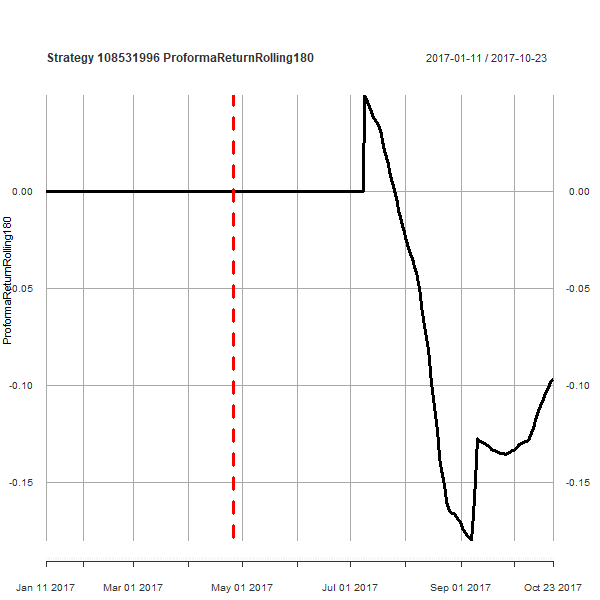 Strategy 108531996 ProformaReturnRolling180
2017-01-11 / 2017-10-23
ProformaReturnRolling180
0.00
0.00
-0.05
-0.05
-0.10
-0.10
-0.15
-0.15
Jan 11 2017
Mar 01 2017
May 01 2017
Jul 01 2017
Sep 01 2017
Oct 23 2017